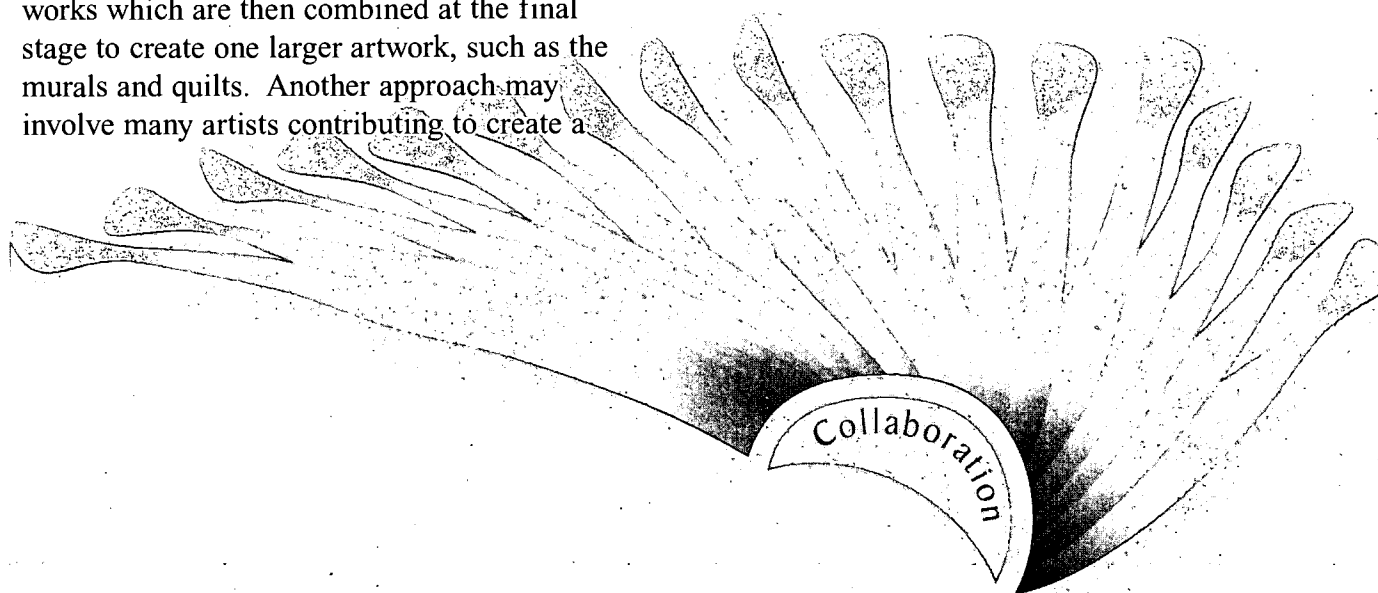 works which are then combined at the final
stage to create one larger artwork, such as the
murals and quilts. Another approach may
involve many artists contributing to create a
Collaboration